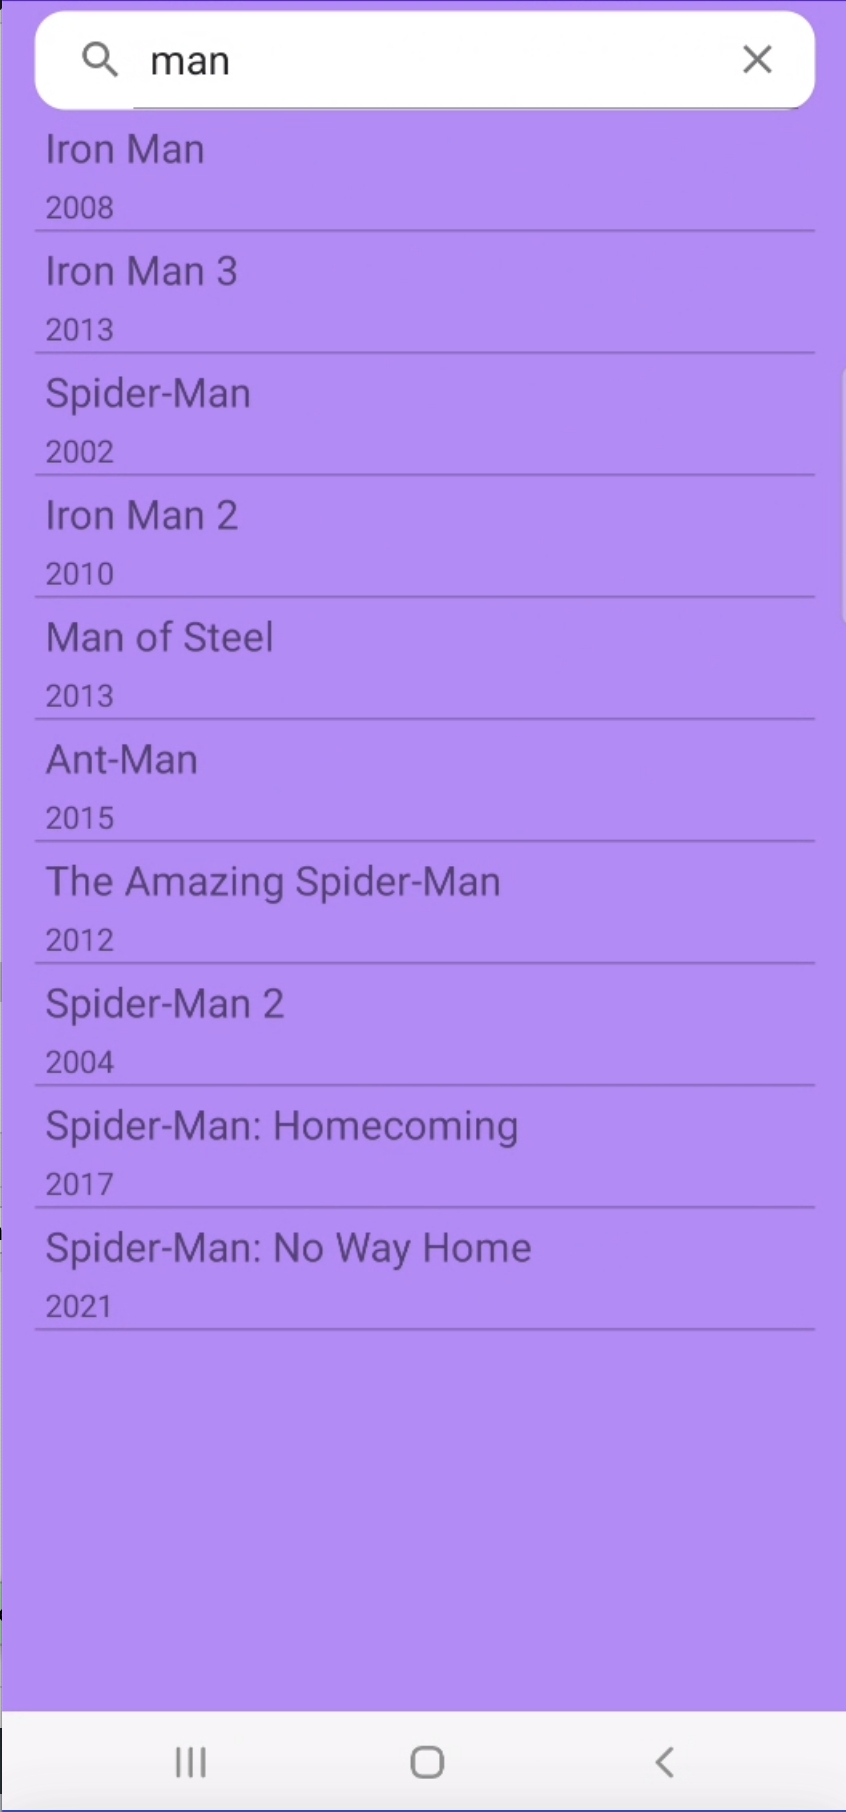 man
Iron Man
2008
Iron Man 3
2013
Spider-Man
2002
Iron Man 2
2010
Man of Steel
2013
Ant-Man
2015
The Amazing Spider-Man
2012
Spider-Man 2
2004
Spider-Man: Homecoming
2017
Spider-Man: No Way Home
2021